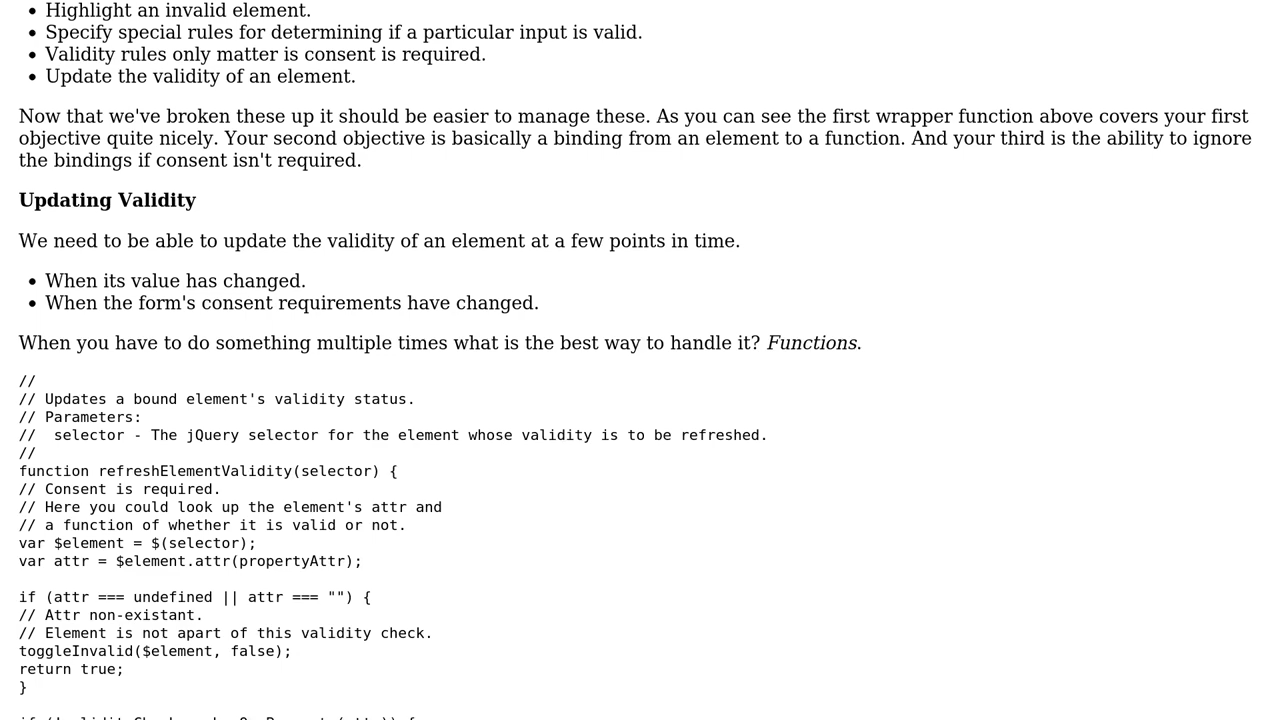 Highlight an invalid element.
Specify special rules for determining if a particular input is valid.
Validity rules only matter is consent is required.
Update the validity of an element.
Now that we've broken these up it should be easier to manage these. As you can see the first wrapper function above covers your first
objective quite nicely. Your second objective is basically a binding from an element to a function. And your third is the ability to ignore
the bindings if consent isn't required.
Updating Validity
We need to be able to update the validity of an element at a few points in time.
When its value has changed.
When the form's consent requirements have changed.
When you have to do something multiple times what is the best way to handle it? Functions.
//
// Updates a bound element's validity status.
// Parameters:
//  selector - The jQuery selector for the element whose validity is to be refreshed.
//
function refreshElementValidity(selector) {
// Consent is required.
// Here you could look up the element's attr and
// a function of whether it is valid or not.
var $element = $(selector);
var attr = $element.attr(propertyAttr);
if (attr === undefined || attr === "") {
// Attr non-existant.
// Element is not apart of this validity check.
toggleInvalid($element, false);
return true;
}